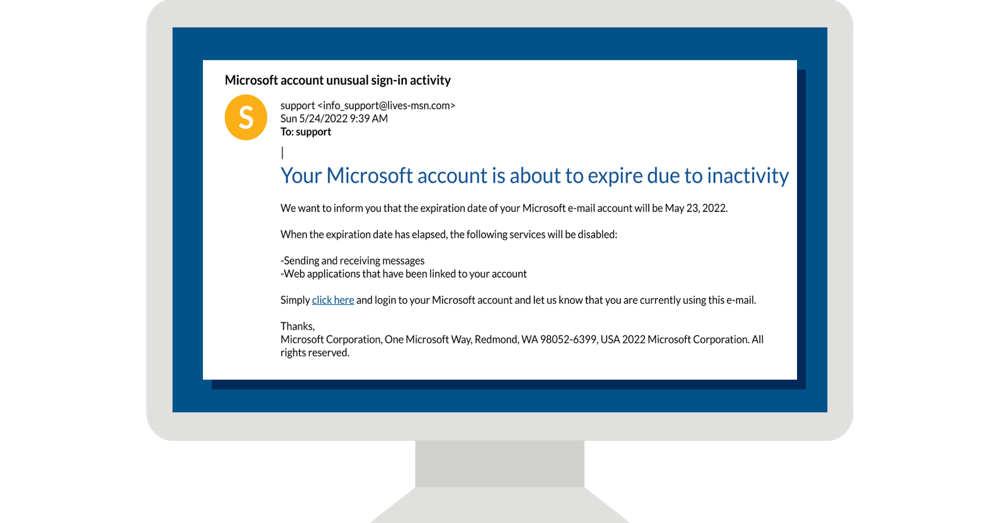 Microsoft account unusual sign-in activity
S
support <info_support@lives-msn.com>
Sun 5/24/2022 9:39 AM
To: support
|
Your Microsoft account is about to expire due to inactivity
We want to inform you that the expiration date of your Microsoft e-mail account will be May 23, 2022.
When the expiration date has elapsed, the following services will be disabled:
-Sending and receiving messages
-Web applications that have been linked to your account
Simply click here and login to your Microsoft account and let us know that you are currently using this e-mail.
Thanks,
Microsoft Corporation, One Microsoft Way, Redmond, WA 98052-6399, USA 2022 Microsoft Corporation. All
rights reserved.